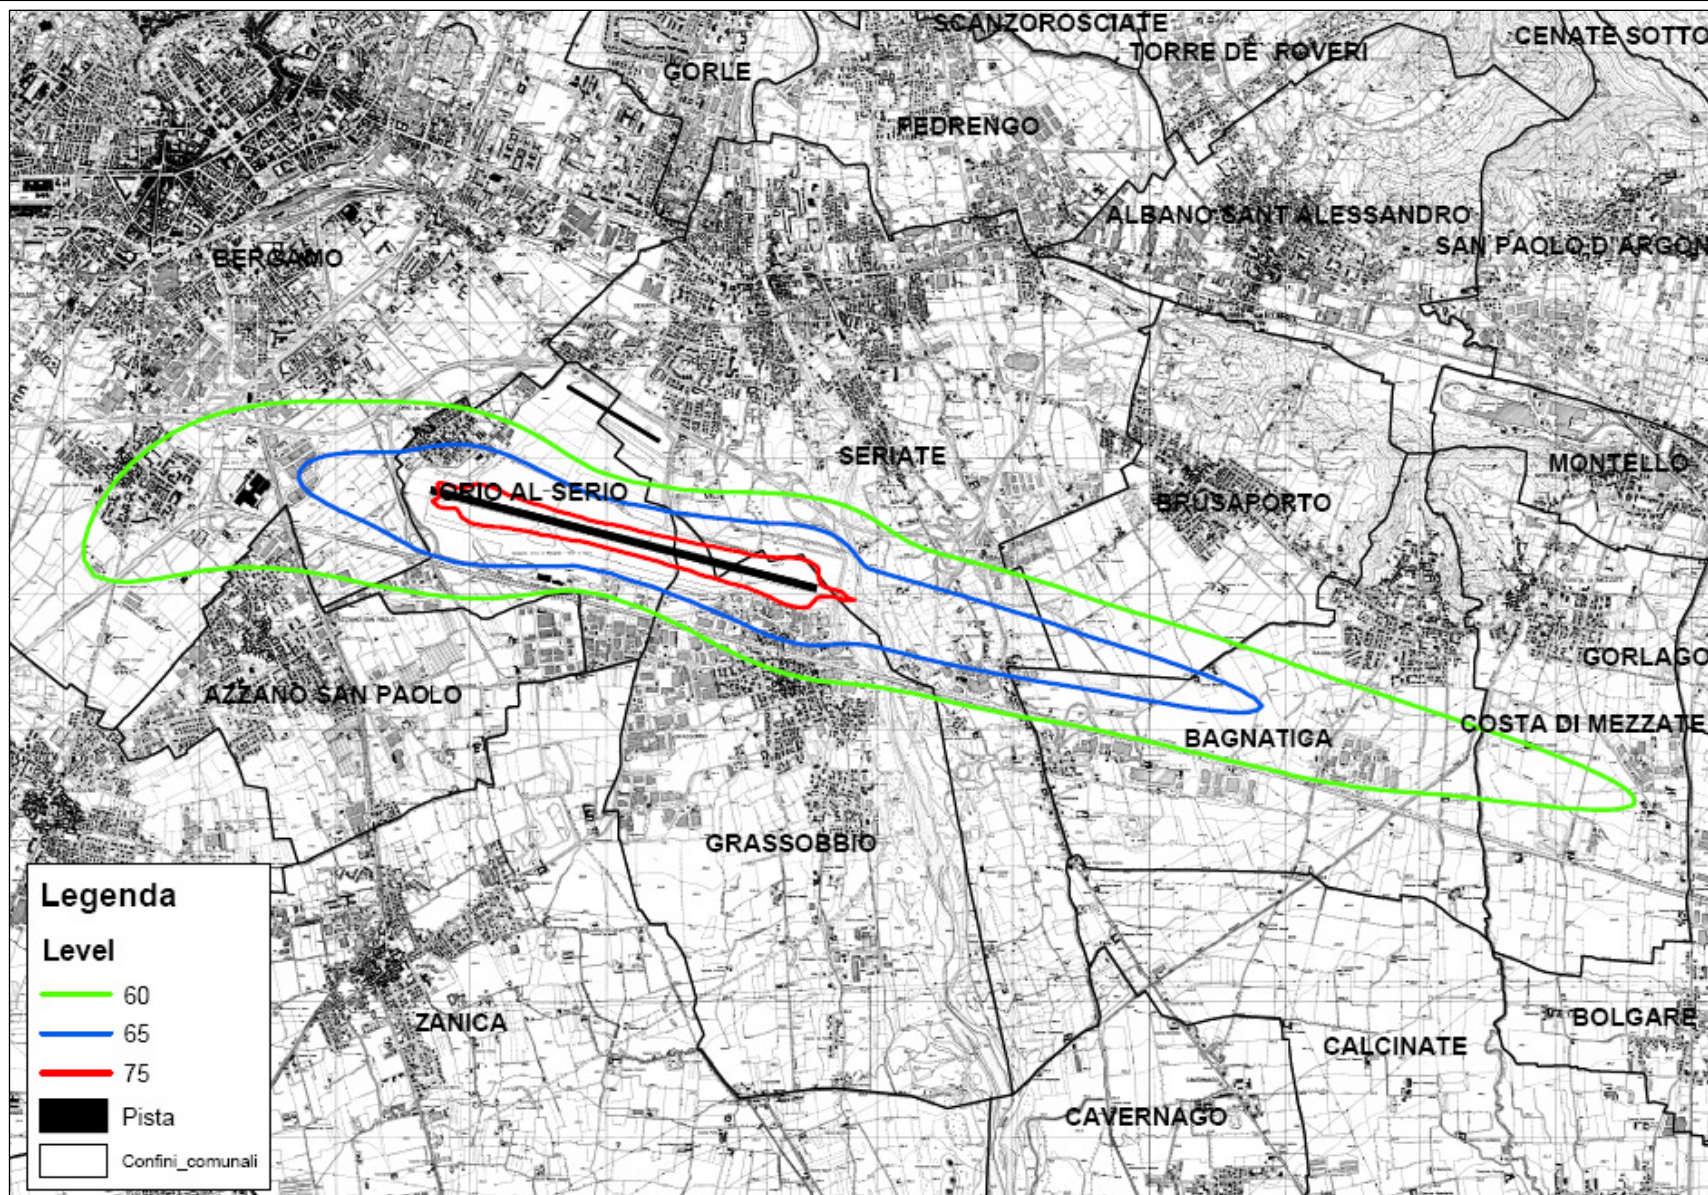 SCANZOROSCIATE
CENATE SOTTO
TORRE DE ROVERI
GORLE
PEDRENGO
ALBANO SANT ALESSANDRO
SAN PAOLO D'ARGON
BERGAMO
SERIATE
MONTELLO
ORIO AL SERIO
BRUSAPORTO
GORLAGO
AZZANO SAN PAOLO
COSTA DI MEZZATE
BAGNATICA
GRASSOBBIO
ZANICA
BOLGARE
CALCINATE
CAVERNAGO
Legenda
Level
60
65
75
Pista
Confini_comunali